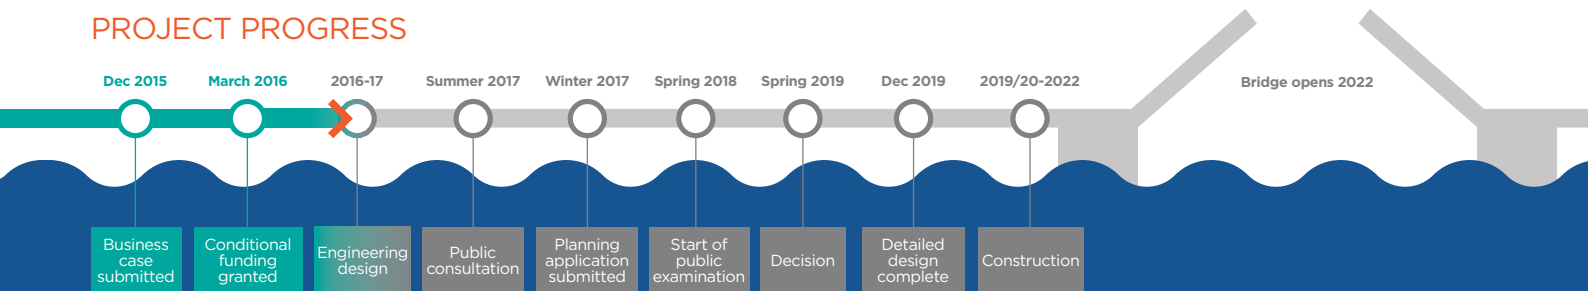 PROJECT PROGRESS
Dec 2015
March 2016
2016-17
Summer 2017
Winter 2017
Spring 2018
Spring 2019
Dec 2019
2019/20-2022
Bridge opens 2022
Business
case
submitted
Conditional
funding
granted
Engineering
design
Public
consultation
Planning
application
submitted
Start of
public
examination
Decision
Detailed
design
complete
Construction